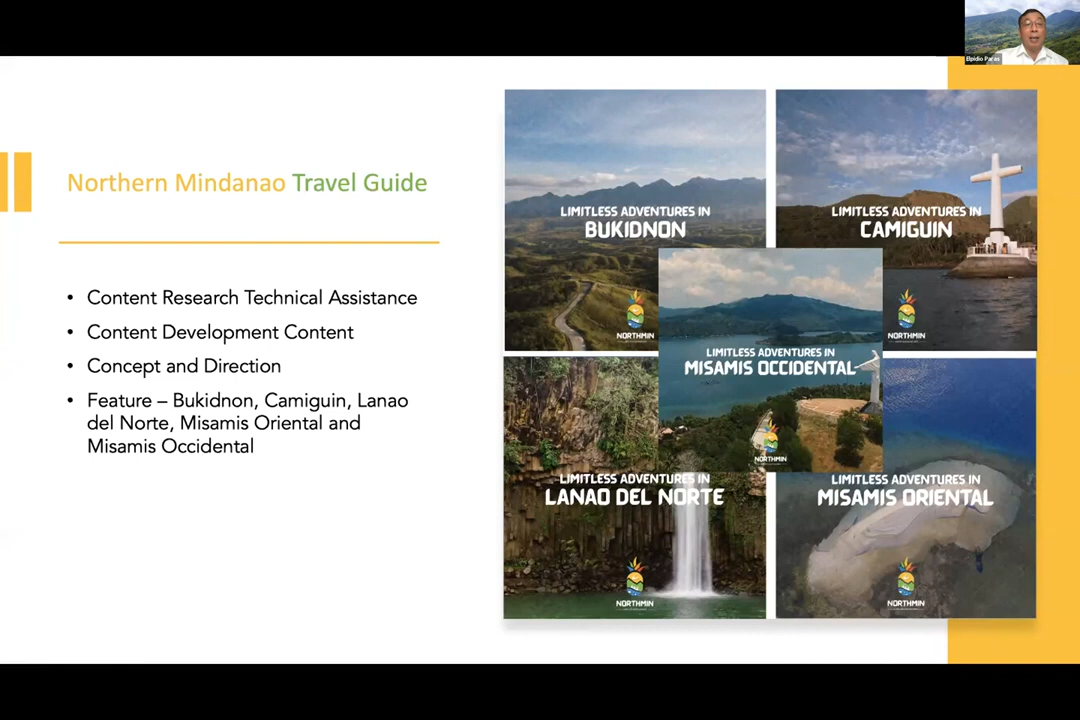 Elpidio Paras
Northern Mindanao Travel Guide
• Content Research Technical Assistance
• Content Development Content
• Concept and Direction
• Feature – Bukidnon, Camiguin, Lanao
del Norte, Misamis Oriental and
Misamis Occidental
LIMITLESS ADVENTURES IN
BUKIDNON
NORTHMIN
LIMITLESS ADVENTURES IN
CAMIGUIN
NORTHMIN
LIMITLESS ADVENTURES IN
MISAMIS OCCIDENTAL
NORTHMIN
LIMITLESS ADVENTURES IN
LANAO DEL NORTE
NORTHMIN
LIMITLESS ADVENTURES IN
MISAMIS ORIENTAL
NORTHMIN